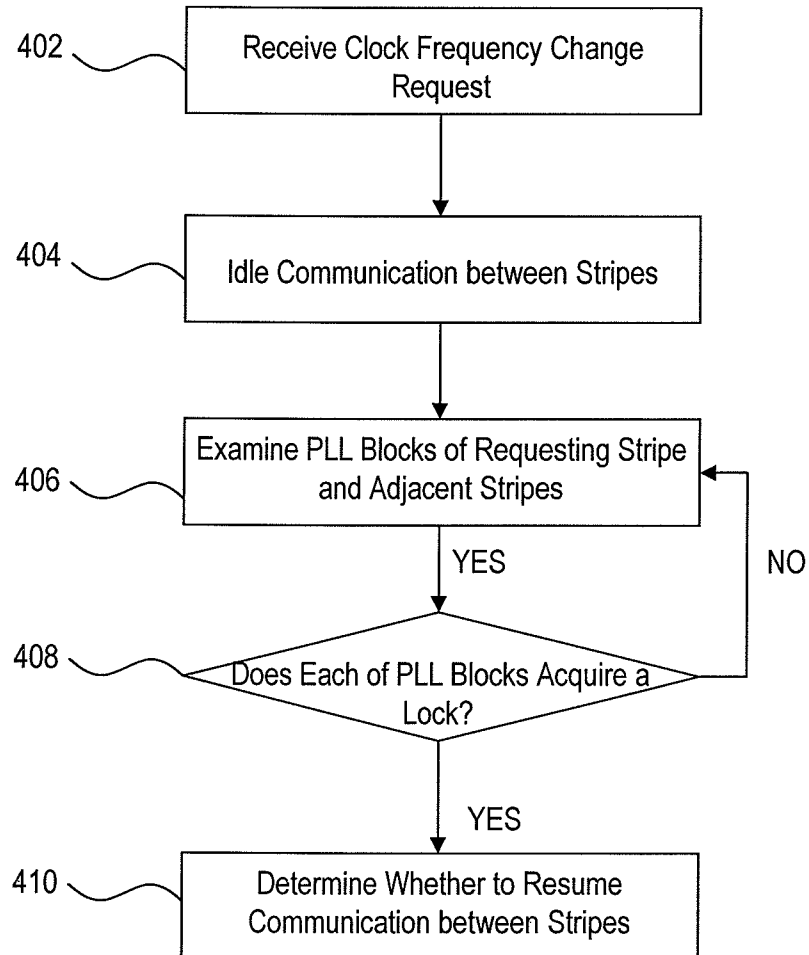 402
Receive Clock Frequency Change
Request
404
Idle Communication between Stripes
406
Examine PLL Blocks of Requesting Stripe
and Adjacent Stripes
YES
NO
408
Does Each of PLL Blocks Acquire a
Lock?
YES
410
Determine Whether to Resume
Communication between Stripes